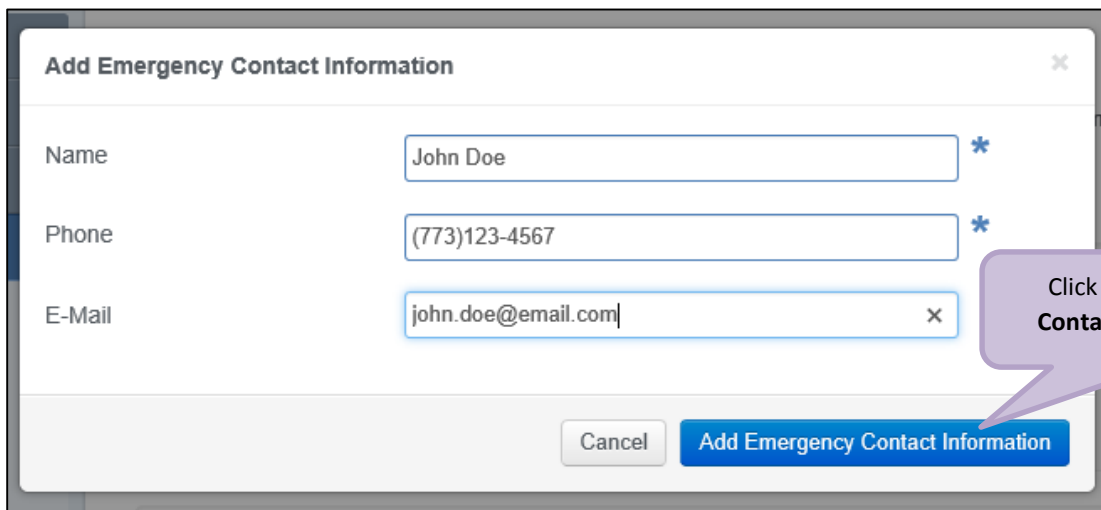 Add Emergency Contact Information
Name
John Doe *
Phone
(773)123-4567 *
E-Mail
john.doe@email.com
Click
Cancel
Add Emergency Contact Information